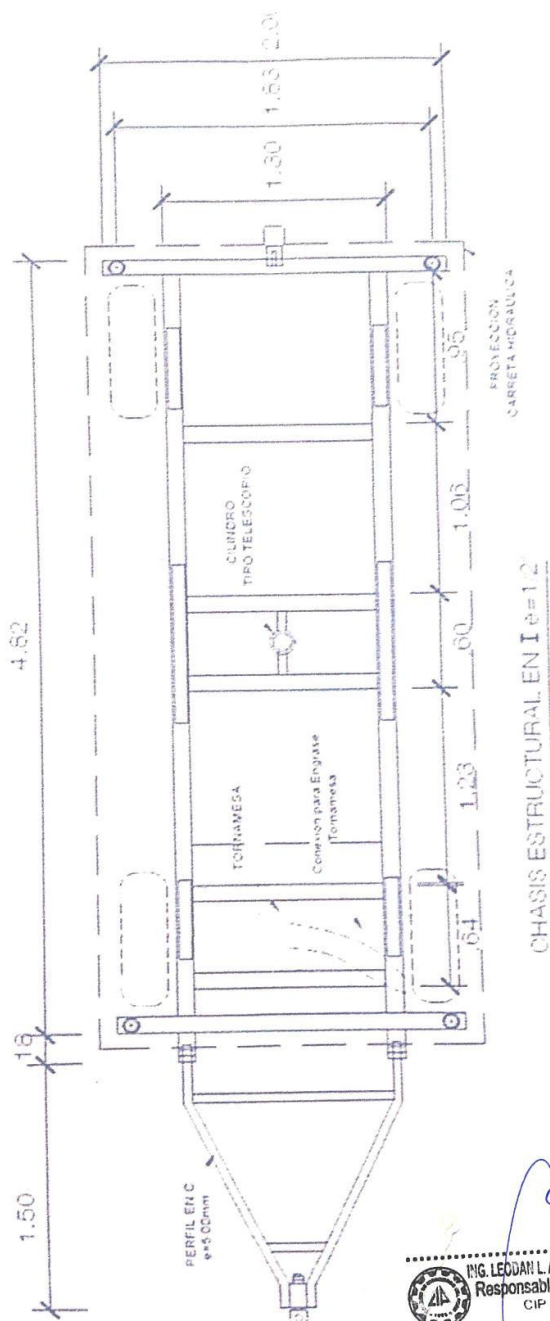 4.82
.18
1.50
1.30
1.83
CILINDRO
TIPO TELESCOPIO
TORNAMESA
Conexion para Engrase
Tornamesa
PERFIL EN C
e=5.00mm
.64
1.23
.60
1.06
.95
PROYECCION
CARRETA HIDRAULICA
CHASIS ESTRUCTURAL EN I e=1/2"
ING. LEODAN L.
Responsable
CIP